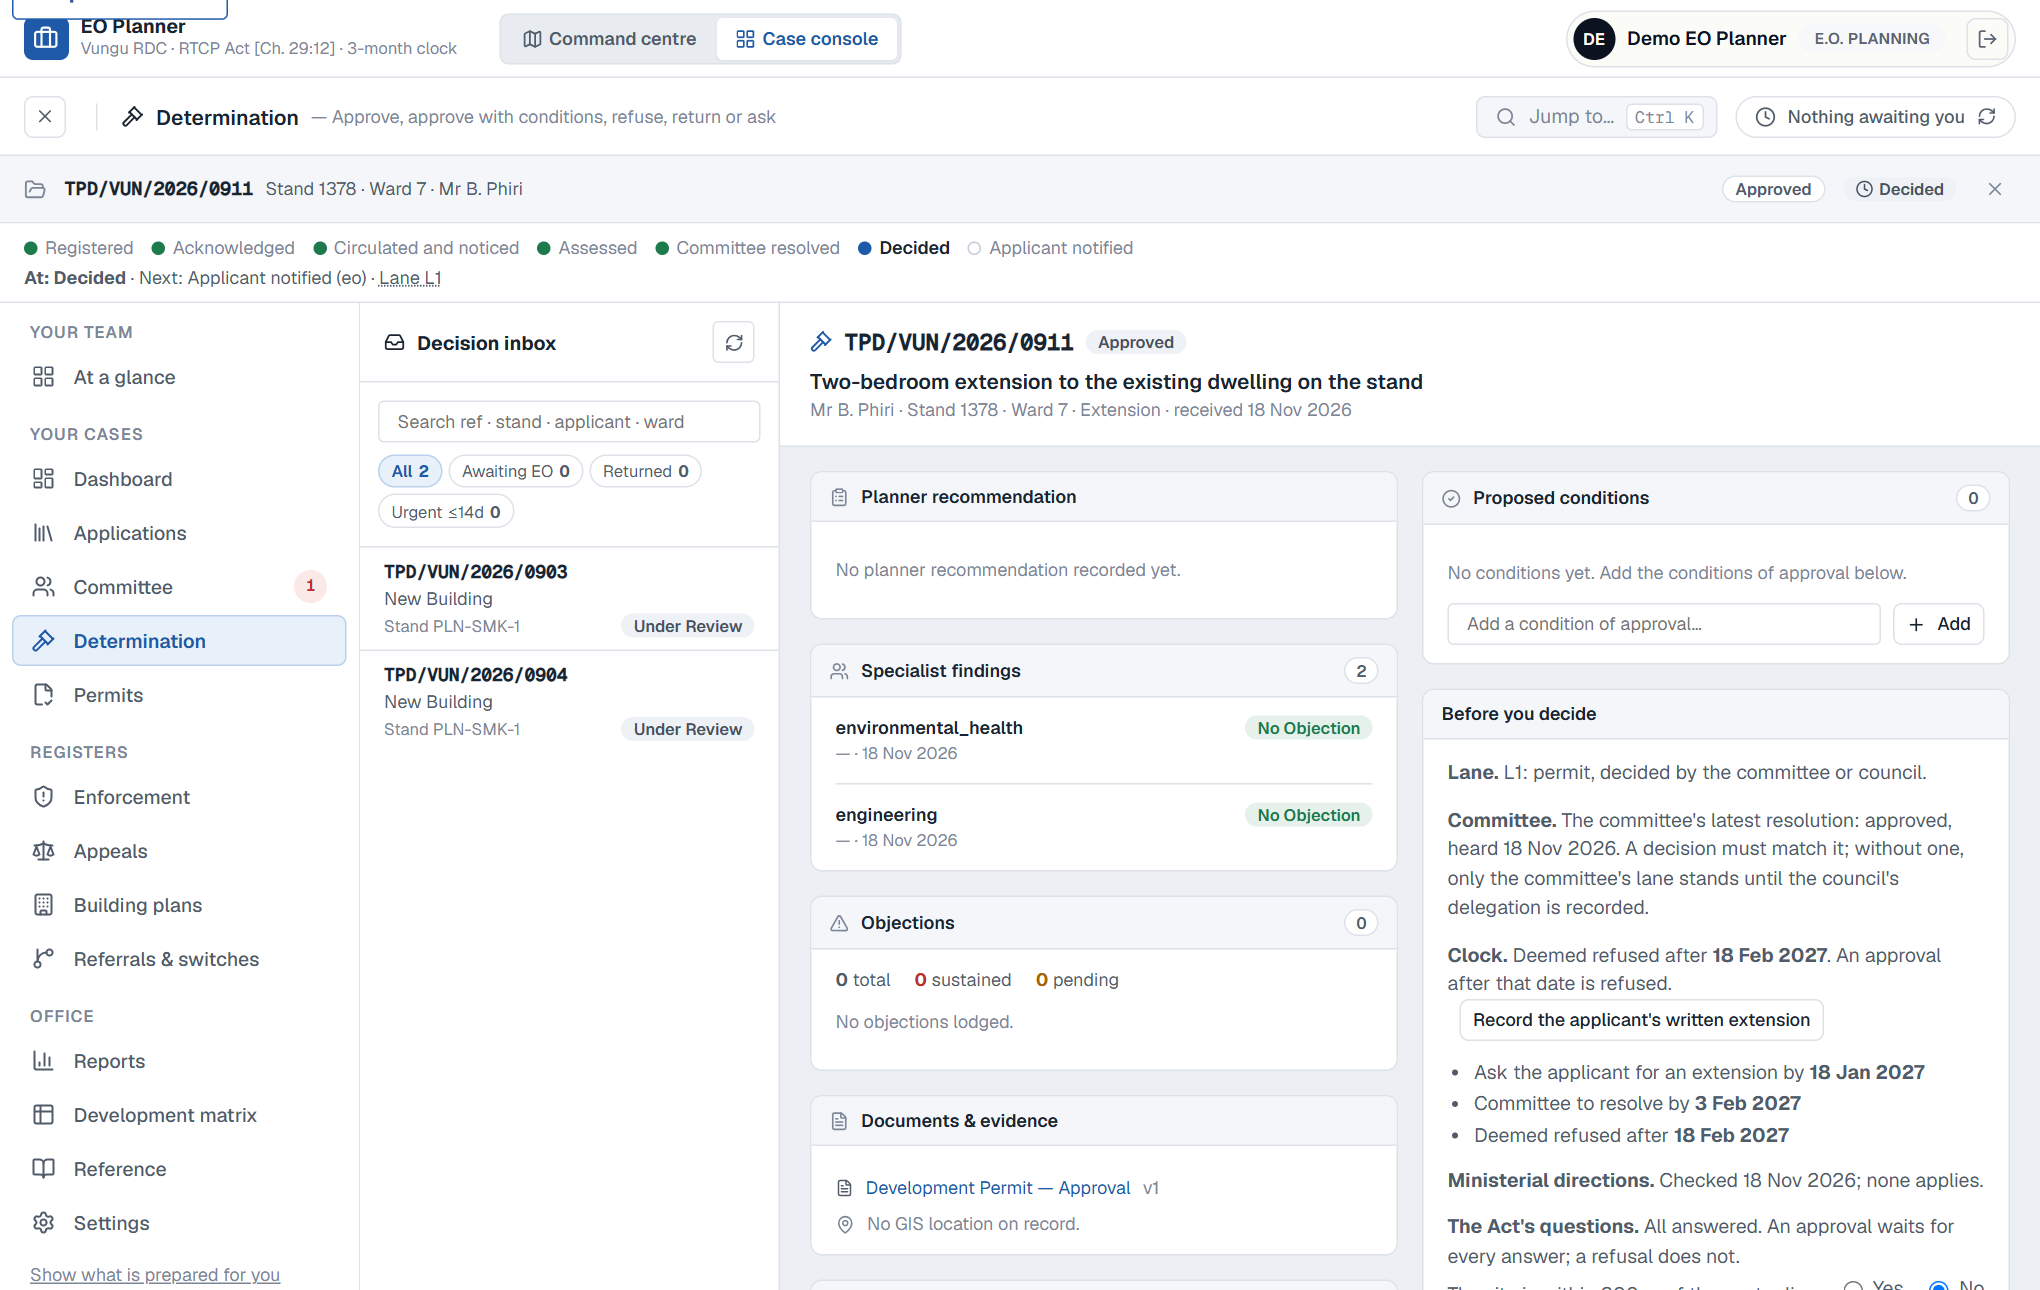 EO Planner
Vungu RDC · RTCP Act [Ch. 29:12] · 3-month clock
Command centre
Case console
DE
Demo EO Planner
E.O. PLANNING
Determination
— Approve, approve with conditions, refuse, return or ask
Jump to...
Ctrl K
Nothing awaiting you
TPD/VUN/2026/0911
Stand 1378 · Ward 7 · Mr B. Phiri
Approved
Decided
Registered
Acknowledged
Circulated and noticed
Assessed
Committee resolved
Decided
Applicant notified
At: Decided · Next: Applicant notified (eo) · Lane L1
YOUR TEAM
At a glance
YOUR CASES
Dashboard
Applications
Committee
1
Determination
Permits
REGISTERS
Enforcement
Appeals
Building plans
Referrals & switches
OFFICE
Reports
Development matrix
Reference
Settings
Show what is prepared for you
Decision inbox
Search ref · stand · applicant · ward
All 2
Awaiting EO 0
Returned 0
Urgent ≤14d 0
TPD/VUN/2026/0903
New Building
Stand PLN-SMK-1
Under Review
TPD/VUN/2026/0904
New Building
Stand PLN-SMK-1
Under Review
TPD/VUN/2026/0911
Approved
Two-bedroom extension to the existing dwelling on the stand
Mr B. Phiri · Stand 1378 · Ward 7 · Extension · received 18 Nov 2026
Planner recommendation
No planner recommendation recorded yet.
Specialist findings
2
environmental_health
No Objection
— · 18 Nov 2026
engineering
No Objection
— · 18 Nov 2026
Objections
0
0 total
0 sustained
0 pending
No objections lodged.
Documents & evidence
Development Permit — Approval v1
No GIS location on record.
Proposed conditions
0
No conditions yet. Add the conditions of approval below.
Add a condition of approval...
Add
Before you decide
Lane. L1: permit, decided by the committee or council.
Committee. The committee's latest resolution: approved,
heard 18 Nov 2026. A decision must match it; without one,
only the committee's lane stands until the council's
delegation is recorded.
Clock. Deemed refused after 18 Feb 2027. An approval
after that date is refused.
Record the applicant's written extension
• Ask the applicant for an extension by 18 Jan 2027
• Committee to resolve by 3 Feb 2027
• Deemed refused after 18 Feb 2027
Ministerial directions. Checked 18 Nov 2026; none applies.
The Act's questions. All answered. An approval waits for
every answer; a refusal does not.
Yes
No